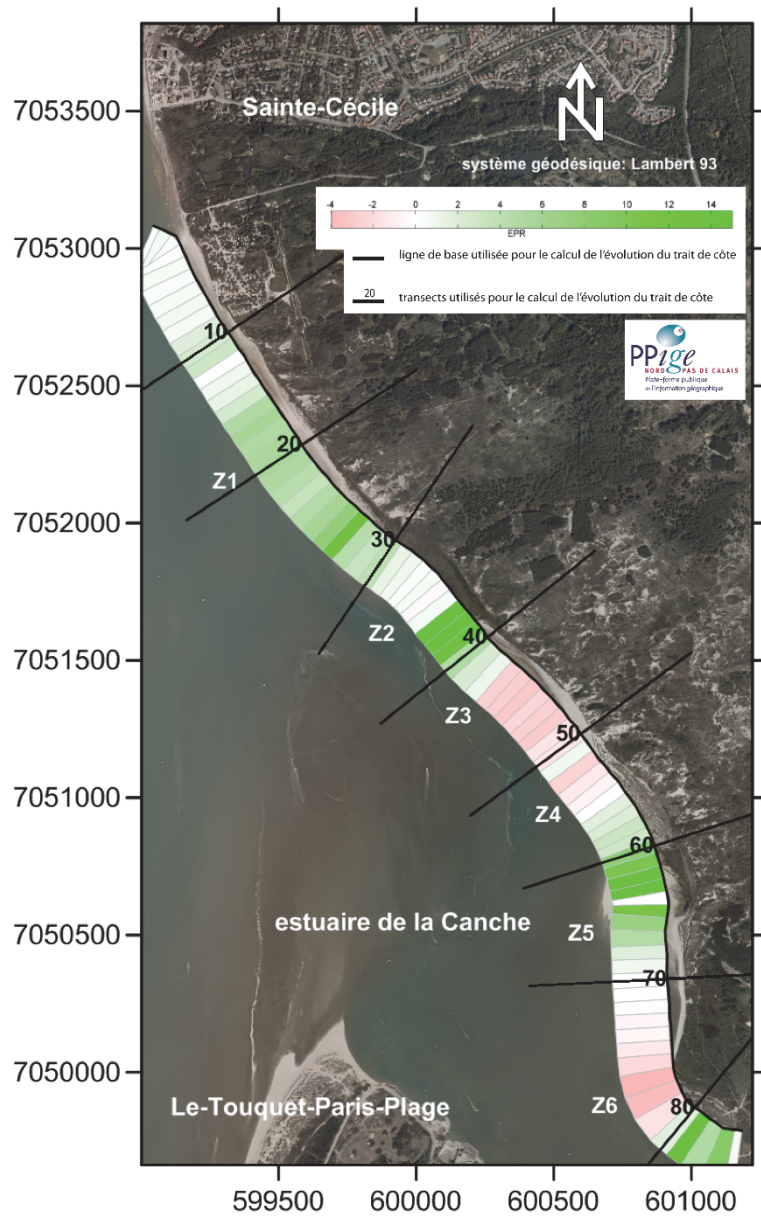 7053500
7053000
7052500
7052000
7051500
7051000
7050500
7050000
599500 600000 600500 601000
Sainte-Cécile
N
système géodésique: Lambert 93
-4 -2 0 2 4 6 8 10 12 14
EPR
ligne de base utilisée pour le calcul de l'évolution du trait de côte
20 transects utilisés pour le calcul de l'évolution du trait de côte
PPige
NORD PAS DE CALAIS
Plate-forme publique
de l'information géographique
10
20
Z1
30
Z2
40
Z3
50
Z4
60
estuaire de la Canche
Z5
70
Le-Touquet-Paris-Plage
Z6
80